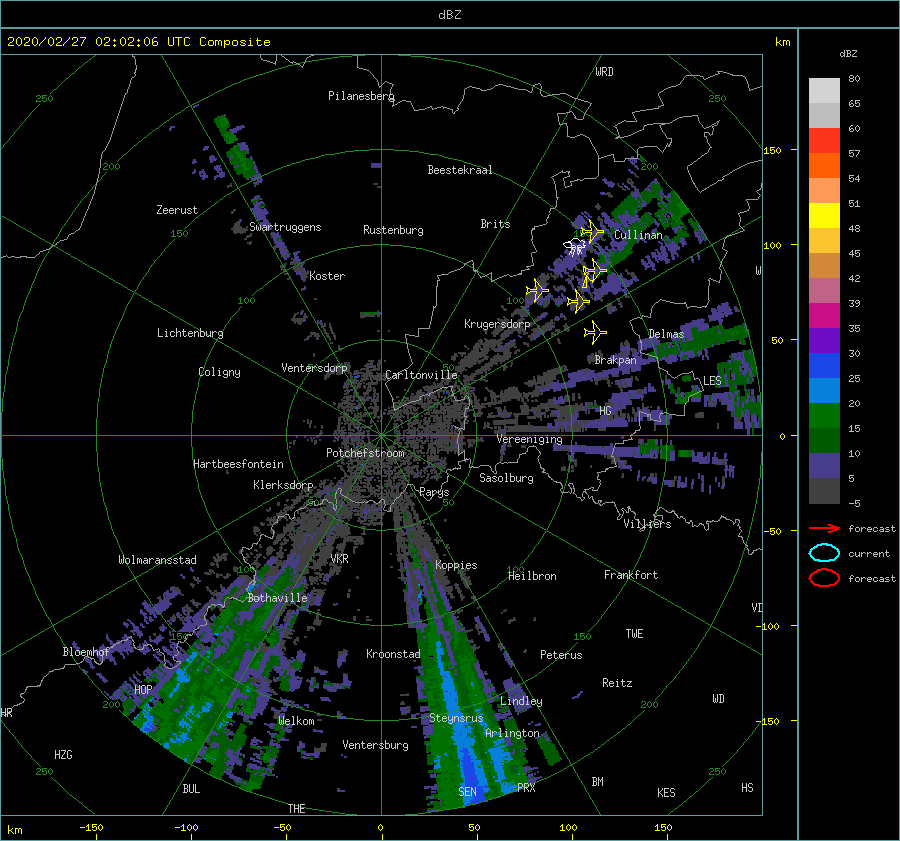 dBZ
2020/02/27 02:02:06 UTC Composite
km
dBZ
80
65
60
57
54
51
48
45
42
39
35
30
25
20
15
10
5
-5
forecast
current
forecast
150
100
50
0
-50
-100
-150
km
-150
-100
-50
0
50
100
150
WRD
250
Pilanesberg
250
200
Beestekraal
200
Zeerust
Swartruggens
150
Rustenburg
Brits
Cullinan
Koster
100
100
Krugersdorp
Lichtenburg
Delmas
Brakpan
Coligny
Ventersdorp
Carltonville
LES
HG
Vereeniging
Potchefstroom
Hartbeesfontein
Klerksdorp
Parys
Sasolburg
50
50
Villiers
Wolmaransstad
VKR
Koppies
100
100
Heilbron
Frankfort
Bothaville
150
150
TWE
Bloemhof
Kroonstad
Peterus
Reitz
HOP
Lindley
WD
HR
200
200
Welkom
Steynsrus
Arlington
Ventersburg
HZG
250
250
BUL
SEN
PRX
BM
KES
HS
THE